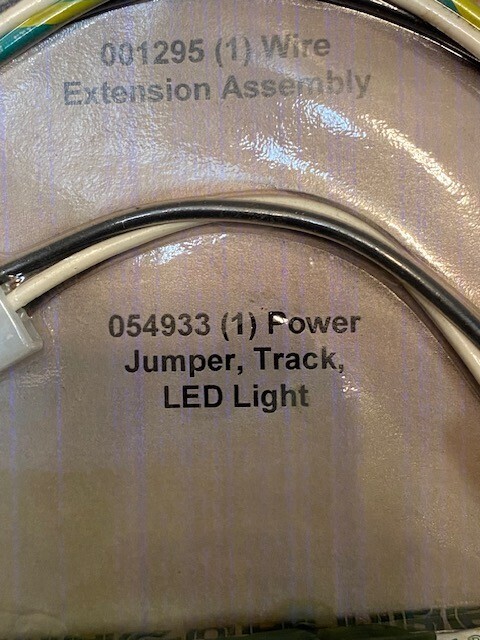 001295 (1) Wire
Extension Assembly
054933 (1) Power
Jumper, Track,
LED Light